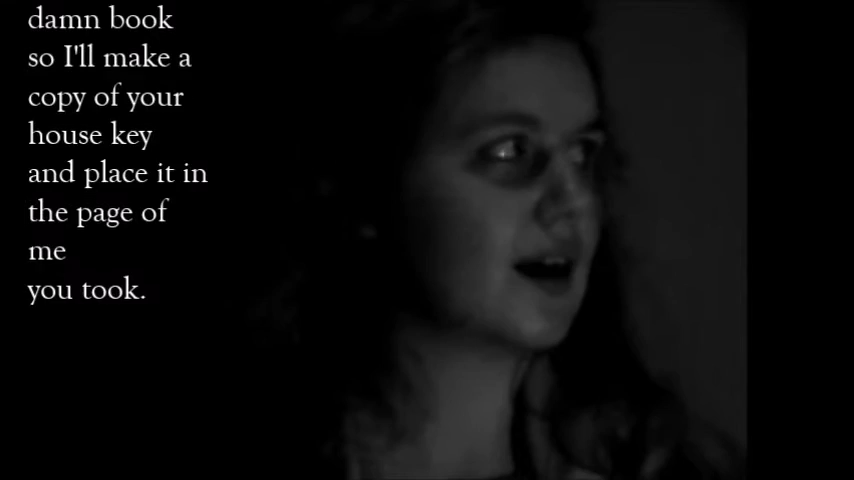 damn book
so I'll make a
copy of your
house key
and place it in
the page of
me
you took.